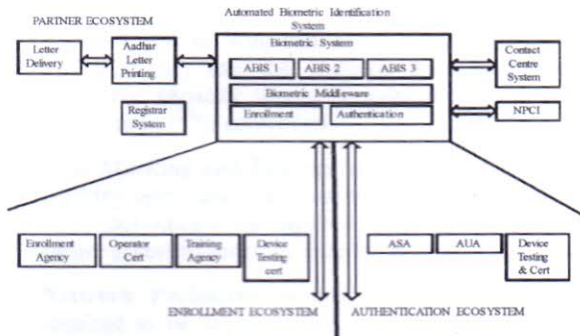 PARTNER ECOSYSTEM
Automated Biometric Identification
System
Biometric System
Letter
Delivery
Aadhar
Letter
Printing
ABIS 1
ABIS 2
ABIS 3
Contact
Centre
System
Biometric Middleware
Registrar
System
Enrollment
Authentication
NPCI
Enrollment
Agency
Operator
Cert
Training
Agency
Device
Testing
cert
ASA
AUA
Device
Testing
& Cert
ENROLLMENT ECOSYSTEM
AUTHENTICATION ECOSYSTEM